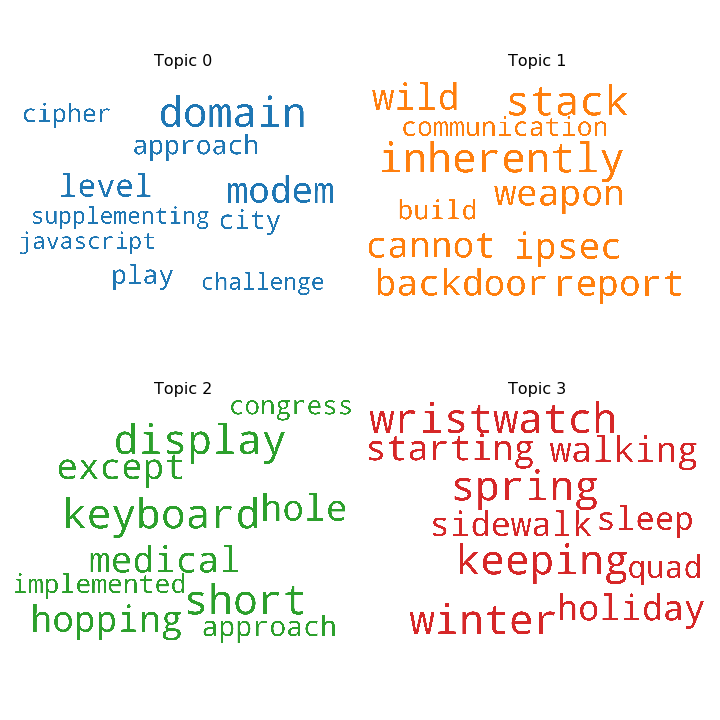 Topic 0
cipher domain
approach
level modem
supplementing city
javascript
play challenge
Topic 1
wild stack
communication
inherently
weapon
build
cannot ipsec
backdoor report
Topic 2
congress
display
except
keyboard hole
medical
implemented short
hopping approach
Topic 3
wristwatch
starting walking
spring
sidewalk sleep
keeping quad
winter holiday